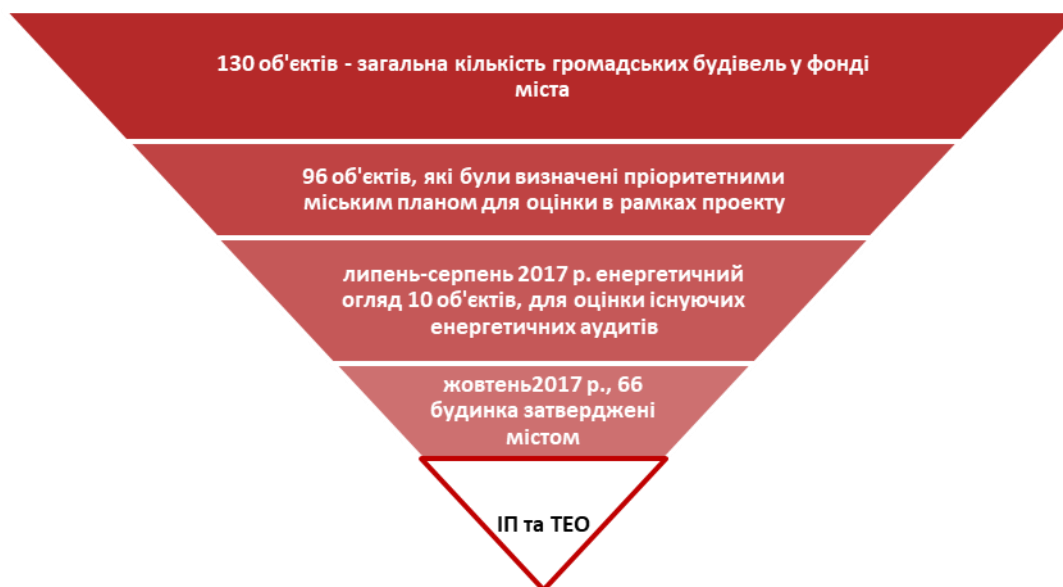 130 об'єктів - загальна кількість громадських будівель у фонді
міста
96 об'єктів, які були визначені пріоритетними
міським планом для оцінки в рамках проекту
липень-серпень 2017 р. енергетичний
огляд 10 об'єктів, для оцінки існуючих
енергетичних аудитів
жовтень2017 р., 66
будинка затверджені
містом
ІП та ТЕО